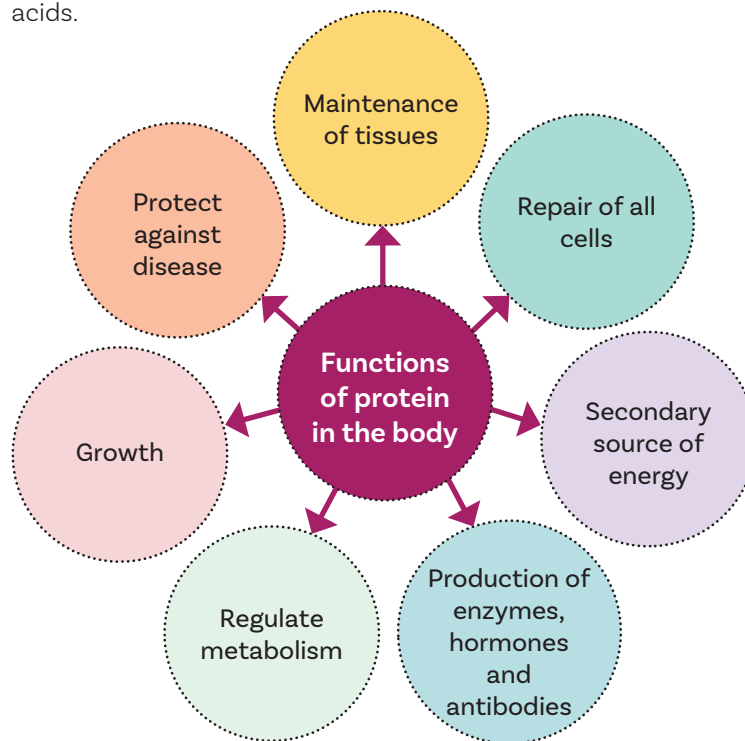 acids.
Maintenance
of tissues
Repair of all
cells
Secondary
source of
energy
Production of
enzymes,
hormones
and
antibodies
Regulate
metabolism
Growth
Protect
against
disease
Functions
of protein
in the body